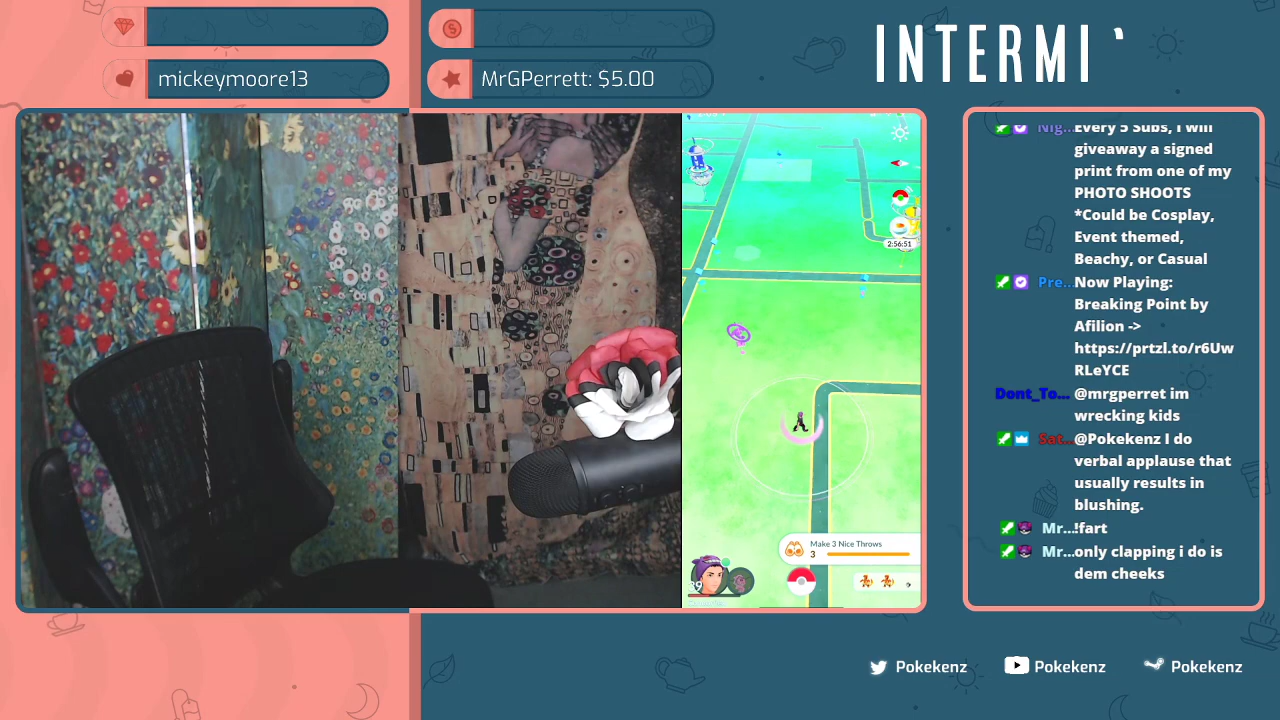 INTERMI
mickeymoore13
MrGPerrett: $5.00
2:56:51
Make 3 Nice Throws
3
Nig... Every 5 Subs, I will
giveaway a signed
print from one of my
PHOTO SHOOTS
*Could be Cosplay,
Event themed,
Beachy, or Casual
Pre... Now Playing:
Breaking Point by
Afilion ->
https://prtzl.to/r6Uw
RLeYCE
Dont_To... @mrgperret im
wrecking kids
Sat... @Pokekenz I do
verbal applause that
usually results in
blushing.
Mr... !fart
Mr... only clapping i do is
dem cheeks
Pokekenz
Pokekenz
Pokekenz